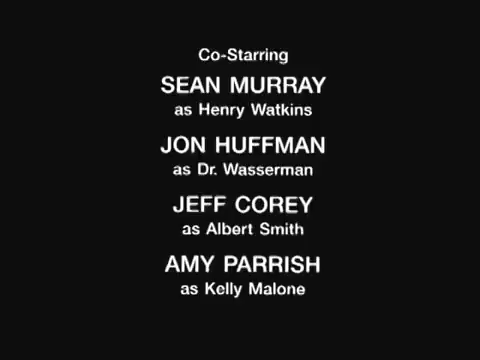 Co-Starring
SEAN MURRAY
as Henry Watkins
JON HUFFMAN
as Dr. Wasserman
JEFF COREY
as Albert Smith
AMY PARRISH
as Kelly Malone